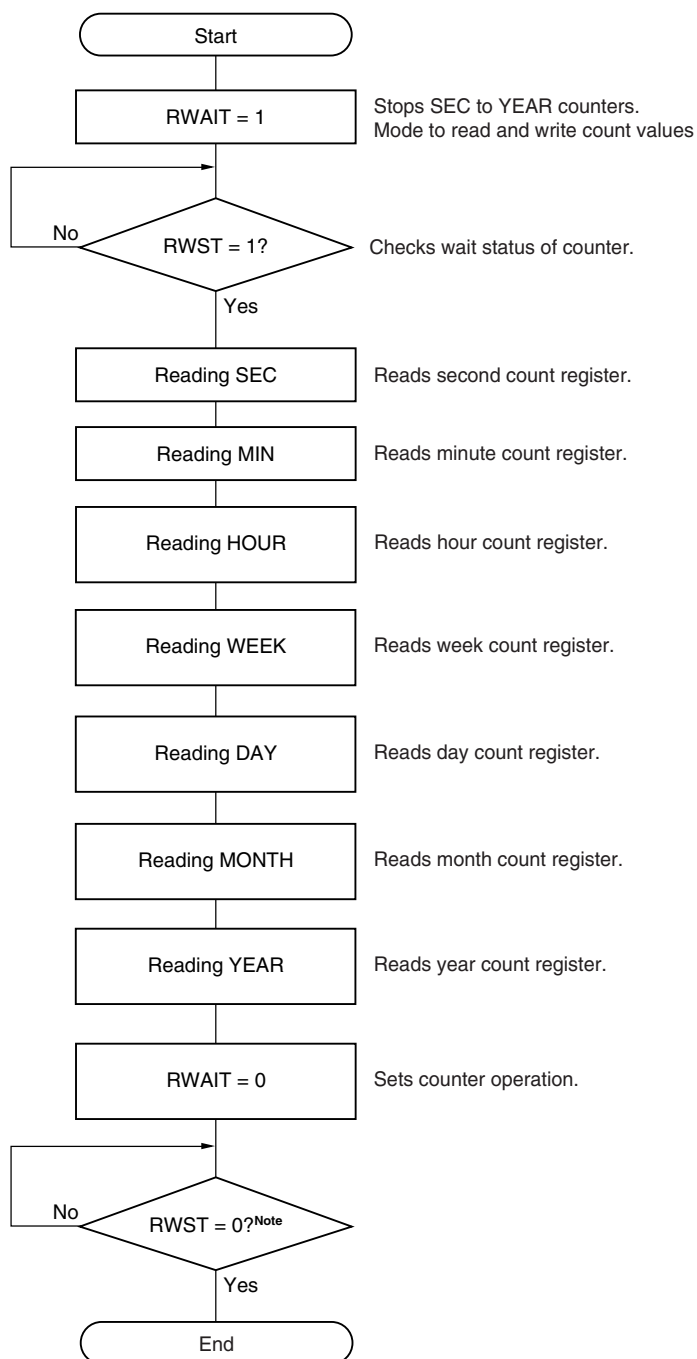 Start
RWAIT = 1
Stops SEC to YEAR counters.
Mode to read and write count values
No
RWST = 1?
Checks wait status of counter.
Yes
Reading SEC
Reads second count register.
Reading MIN
Reads minute count register.
Reading HOUR
Reads hour count register.
Reading WEEK
Reads week count register.
Reading DAY
Reads day count register.
Reading MONTH
Reads month count register.
Reading YEAR
Reads year count register.
RWAIT = 0
Sets counter operation.
No
RWST = 0?Note
Yes
End